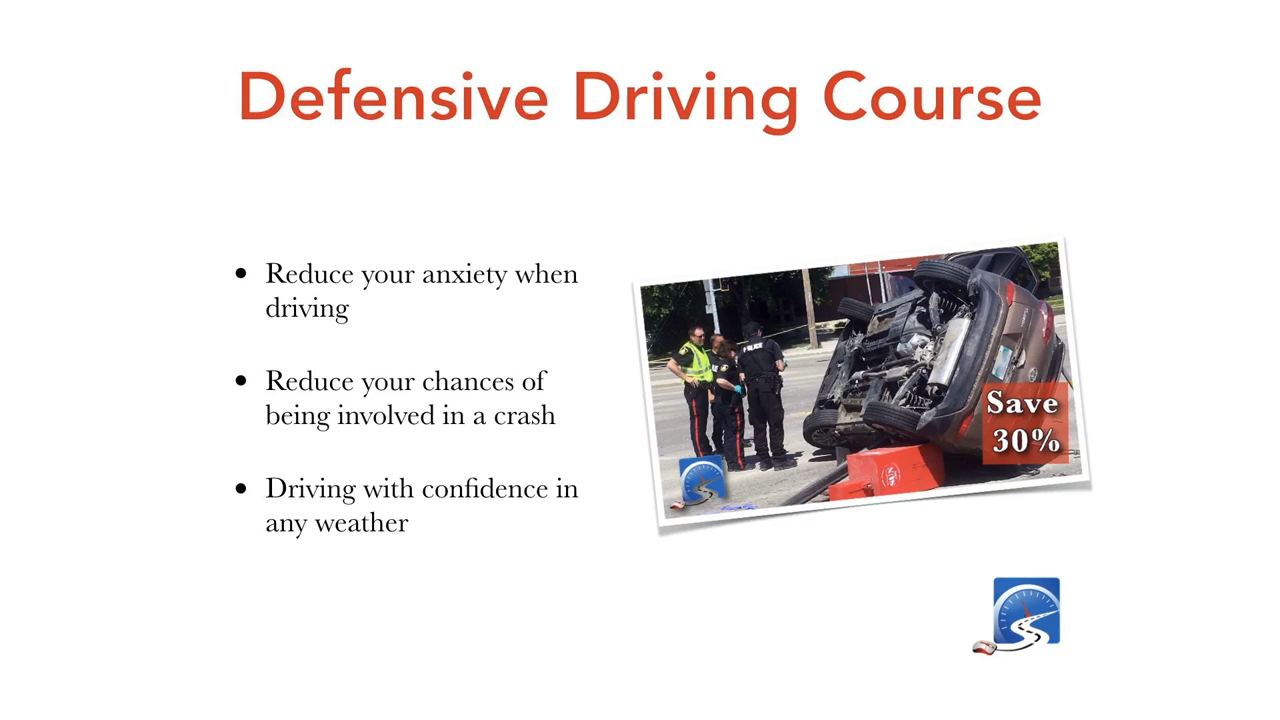 Defensive Driving Course
• Reduce your anxiety when
driving
• Reduce your chances of
being involved in a crash
• Driving with confidence in
any weather
POLICE
Save
30%